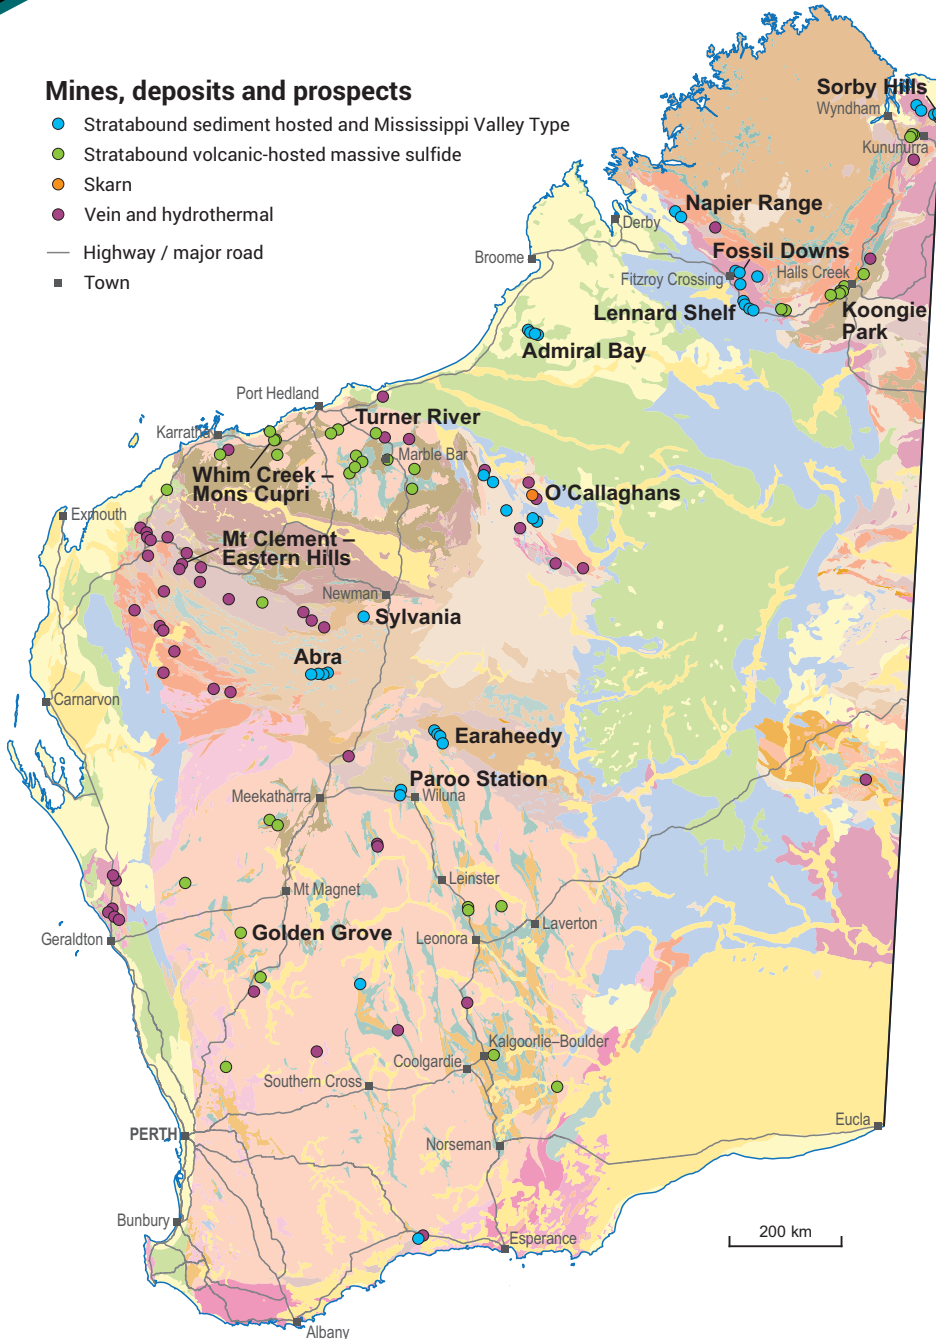 Mines, deposits and prospects
Stratabound sediment hosted and Mississippi Valley Type
Stratabound volcanic-hosted massive sulfide
Skarn
Vein and hydrothermal
Highway / major road
Town
Sorby Hills
Wyndham
Kununurra
Napier Range
Derby
Broome
Fossil Downs
Fitzroy Crossing
Halls Creek
Lennard Shelf
Koongie
Park
Admiral Bay
Port Hedland
Turner River
Karratha
Marble Bar
Whim Creek –
Mons Cupri
O'Callaghans
Exmouth
Mt Clement –
Eastern Hills
Newman
Sylvania
Abra
Carnarvon
Earaheedy
Paroo Station
Meekatharra
Wiluna
Leinster
Mt Magnet
Laverton
Golden Grove
Leonora
Geraldton
Kalgoorlie–Boulder
Coolgardie
Southern Cross
Eucla
PERTH
Norseman
Bunbury
200 km
Esperance
Albany